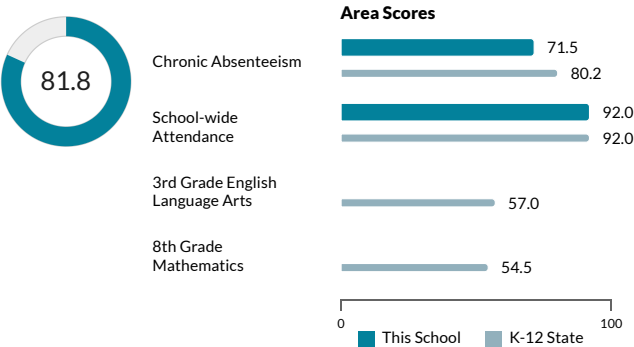 Area Scores
81.8
Chronic Absenteeism
71.5
80.2
School-wide
Attendance
92.0
92.0
3rd Grade English
Language Arts
57.0
8th Grade
Mathematics
54.5
0 100
This School K-12 State